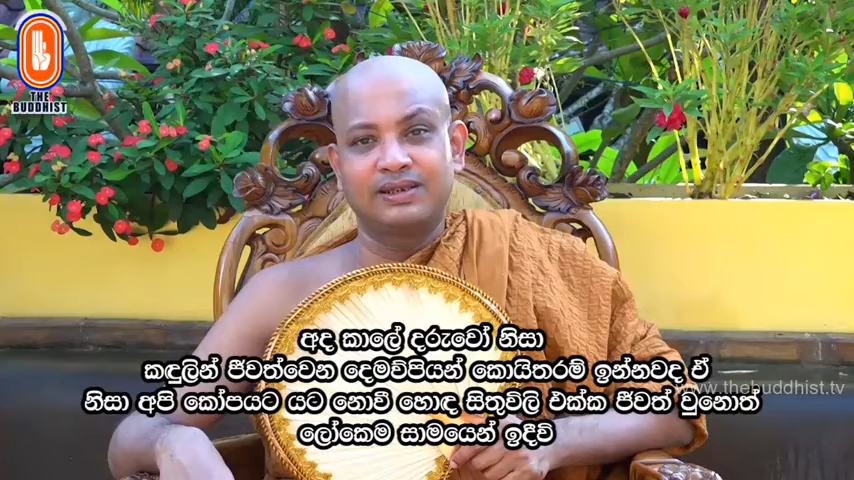 THE
BUDDHIST
අද කාලේ දරුවෝ නිසා
කඳුලින් ජීවත්වෙන දෙමව්පියන් කොයිතරම් ඉන්නවද ඒ
www.thebuddhist.tv
නිසා අපි කෝපයට යට නොවී හොඳ සිතුවිලි එක්ක ජීවත් වුනොත්
ලෝකෙම සාමයෙන් ඉඳීවි